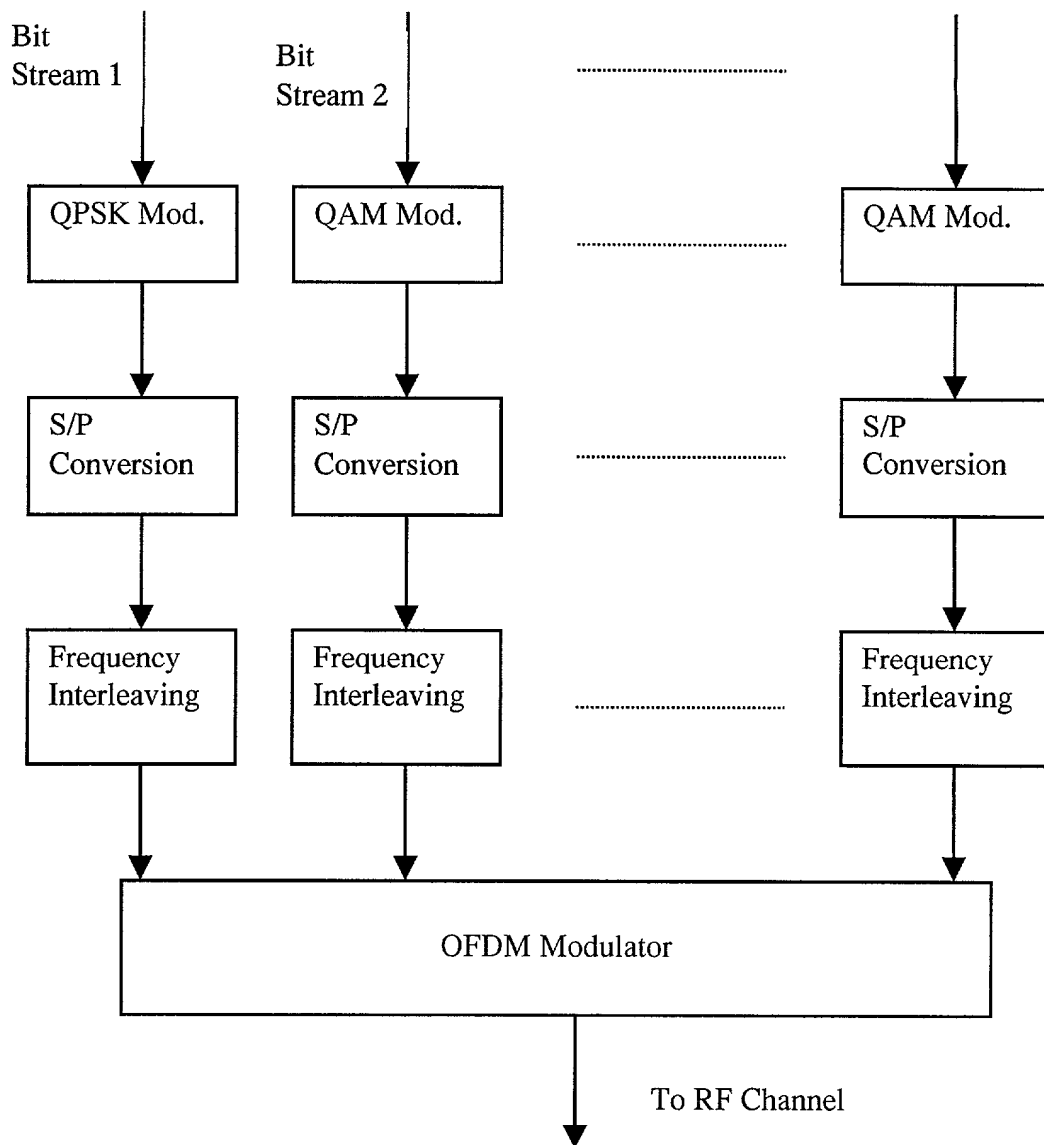 Bit
Stream 1
Bit
Stream 2
QPSK Mod.
QAM Mod.
QAM Mod.
S/P
Conversion
S/P
Conversion
S/P
Conversion
Frequency
Interleaving
Frequency
Interleaving
Frequency
Interleaving
OFDM Modulator
To RF Channel